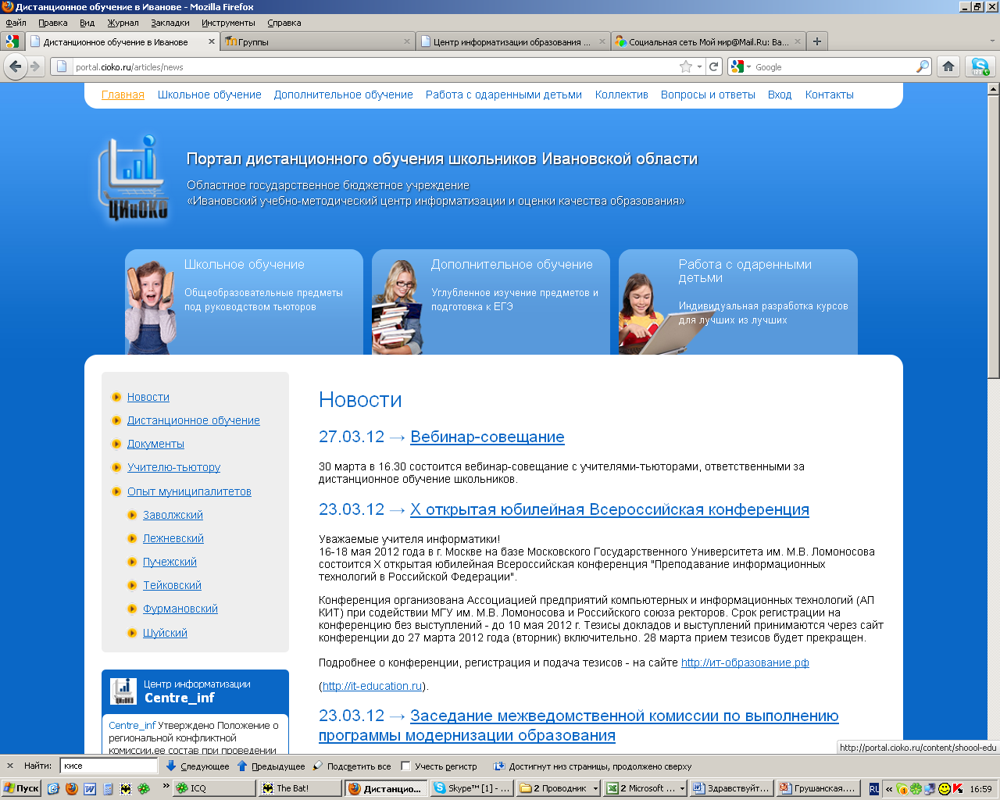 Дистанционное обучение в Иванове - Mozilla Firefox
Файл Правка Вид Журнал Закладки Инструменты Справка
Дистанционное обучение в Иванове
Группы
Центр информатизации образования ...
Социальная сеть Мой мир@Mail.Ru: Ва...
portal.cioko.ru/articles/news
Google
Главная Школьное обучение Дополнительное обучение Работа с одаренными детьми Коллектив Вопросы и ответы Вход Контакты
ЦИиОКО
Портал дистанционного обучения школьников Ивановской области
Областное государственное бюджетное учреждение
«Ивановский учебно-методический центр информатизации и оценки качества образования»
Школьное обучение
Общеобразовательные предметы
под руководством тьюторов
Дополнительное обучение
Углубленное изучение предметов и
подготовка к ЕГЭ
Работа с одаренными
детьми
Индивидуальная разработка курсов
для лучших из лучших
Новости
Дистанционное обучение
Документы
Учителю-тьютору
Опыт муниципалитетов
Заволжский
Лежневский
Пучежский
Тейковский
Фурмановский
Шуйский
Центр информатизации
Centre_inf
Centre_inf Утверждено Положение о
региональной конфликтной
комиссии,ее состав при проведении
Новости
27.03.12 → Вебинар-совещание
30 марта в 16.30 состоится вебинар-совещание с учителями-тьюторами, ответственными за
дистанционное обучение школьников.
23.03.12 → X открытая юбилейная Всероссийская конференция
Уважаемые учителя информатики!
16-18 мая 2012 года в г. Москве на базе Московского Государственного Университета им. М.В. Ломоносова
состоится X открытая юбилейная Всероссийская конференция "Преподавание информационных
технологий в Российской Федерации".
Конференция организована Ассоциацией предприятий компьютерных и информационных технологий (АП
КИТ) при содействии МГУ им. М.В. Ломоносова и Российского союза ректоров. Срок регистрации на
конференцию без выступлений - до 10 мая 2012 г. Тезисы докладов и выступлений принимаются через сайт
конференции до 27 марта 2012 года (вторник) включительно. 28 марта прием тезисов будет прекращен.
Подробнее о конференции, регистрация и подача тезисов - на сайте http://ит-образование.рф
(http://it-education.ru).
23.03.12 → Заседание межведомственной комиссии по выполнению
программы модернизации образования
http://portal.cioko.ru/content/shoool-edu
Найти: кисе Следующее Предыдущее Подсветить все Учесть регистр Достигнут низ страницы, продолжено сверху
Пуск » ICQ The Bat! Дистанцио... Skype™ [1] - ... 2 Проводник 2 Microsoft ... Здравствуйт... Грушанская.... RU « 16:59